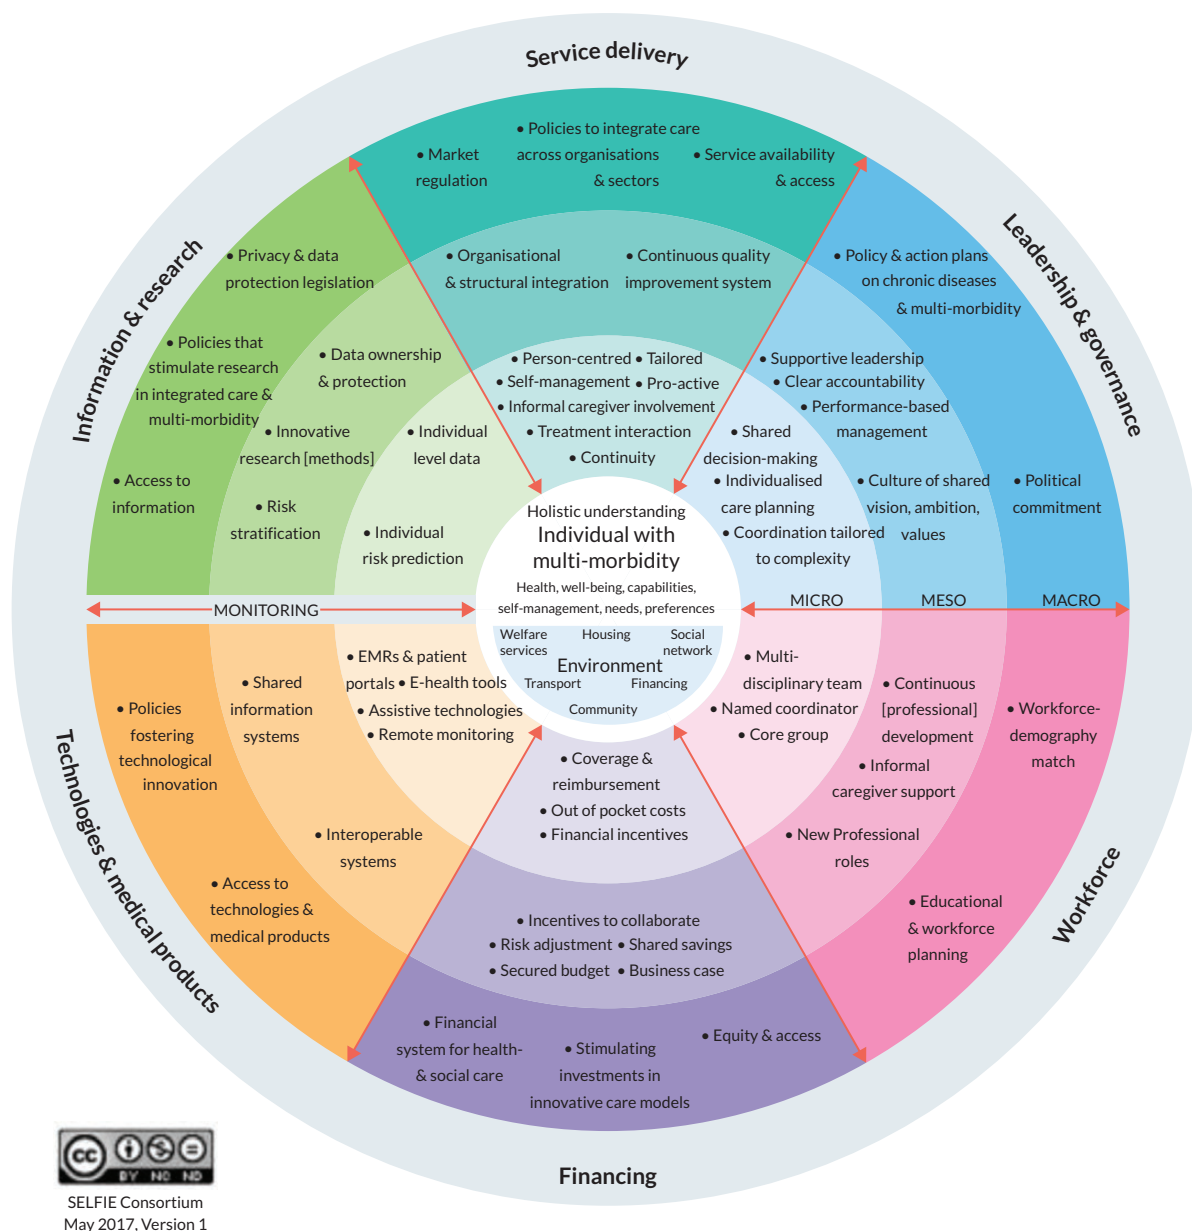 Service delivery
• Policies to integrate care
across organisations
& sectors
• Market
regulation
• Service availability
& access
• Organisational
& structural integration
• Continuous quality
improvement system
• Person-centred • Tailored
• Self-management • Pro-active
• Informal caregiver involvement
• Treatment interaction
• Continuity
Leadership & governance
• Policy & action plans
on chronic diseases
& multi-morbidity
• Political
commitment
• Supportive leadership
• Clear accountability
• Performance-based
management
• Culture of shared
vision, ambition,
values
• Shared
decision-making
• Individualised
care planning
• Coordination tailored
to complexity
Information & research
• Privacy & data
protection legislation
• Policies that
stimulate research
in integrated care &
multi-morbidity
• Access to
information
• Data ownership
& protection
• Innovative
research [methods]
• Risk
stratification
• Individual
level data
• Individual
risk prediction
Holistic understanding
Individual with
multi-morbidity
Health, well-being, capabilities,
self-management, needs, preferences
Welfare
services
Housing
Social
network
Environment
Transport
Financing
Community
MONITORING
MICRO
MESO
MACRO
Technologies & medical products
• EMRs & patient
portals • E-health tools
• Assistive technologies
• Remote monitoring
• Shared
information
systems
• Interoperable
systems
• Policies
fostering
technological
innovation
• Access to
technologies &
medical products
Workforce
• Multi-
disciplinary team
• Named coordinator
• Core group
• Continuous
[professional]
development
• Informal
caregiver support
• New Professional
roles
• Workforce-
demography
match
• Educational
& workforce
planning
• Coverage &
reimbursement
• Out of pocket costs
• Financial incentives
• Incentives to collaborate
• Risk adjustment • Shared savings
• Secured budget • Business case
• Financial
system for health-
& social care
• Stimulating
investments in
innovative care models
• Equity & access
Financing
cc
BY NC ND
SELFIE Consortium
May 2017, Version 1